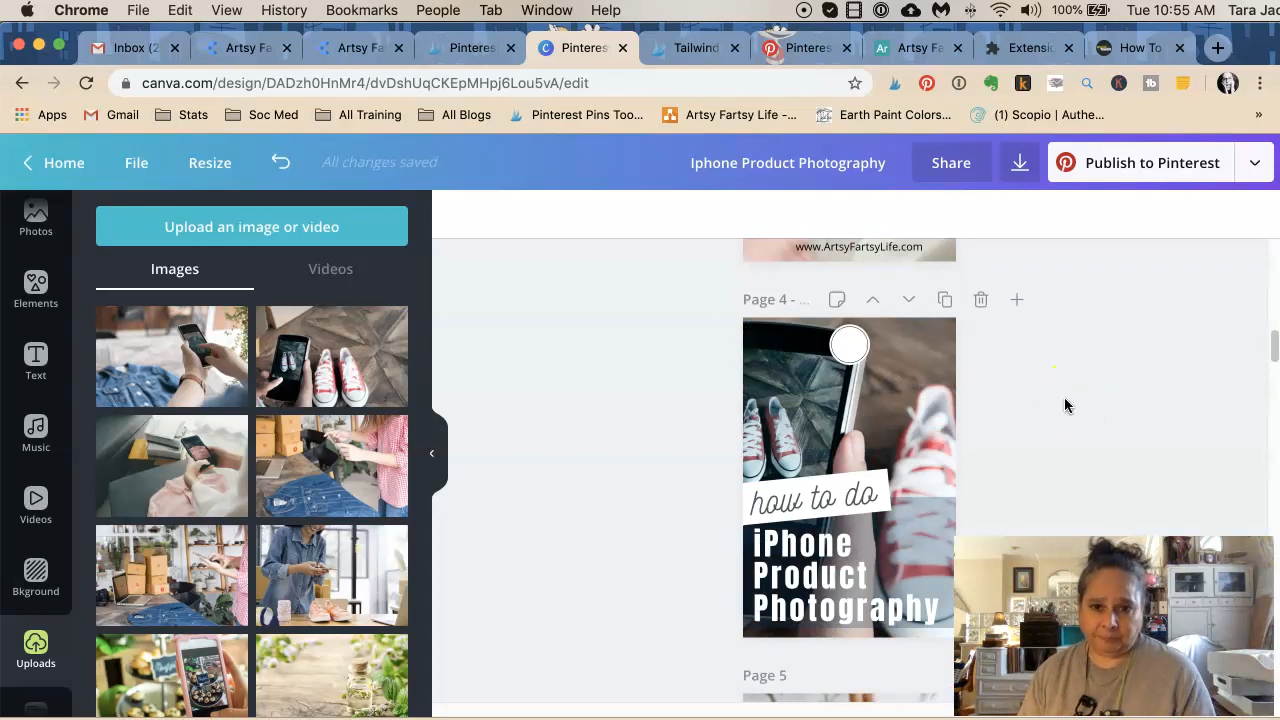 Chrome File Edit View History Bookmarks People Tab Window Help 100% Tue 10:55 AM Tara Jac
Inbox (2 Artsy Fa Artsy Fa Pinteres Pinteres Tailwind Pinteres Artsy Fa Extensio How To
canva.com/design/DADzh0HnMr4/dvDshUqCKEpMHpj6Lou5vA/edit
Apps Gmail Stats Soc Med All Training All Blogs Pinterest Pins Too... Artsy Fartsy Life -... Earth Paint Colors... (1) Scopio | Authe... »
Home File Resize All changes saved Iphone Product Photography Share Publish to Pinterest
Photos
Elements
Text
Music
Videos
Bkground
Uploads
Upload an image or video
Images Videos
www.ArtsyFartsyLife.com
Page 4 - ...
how to do
iPhone
Product
Photography
Page 5